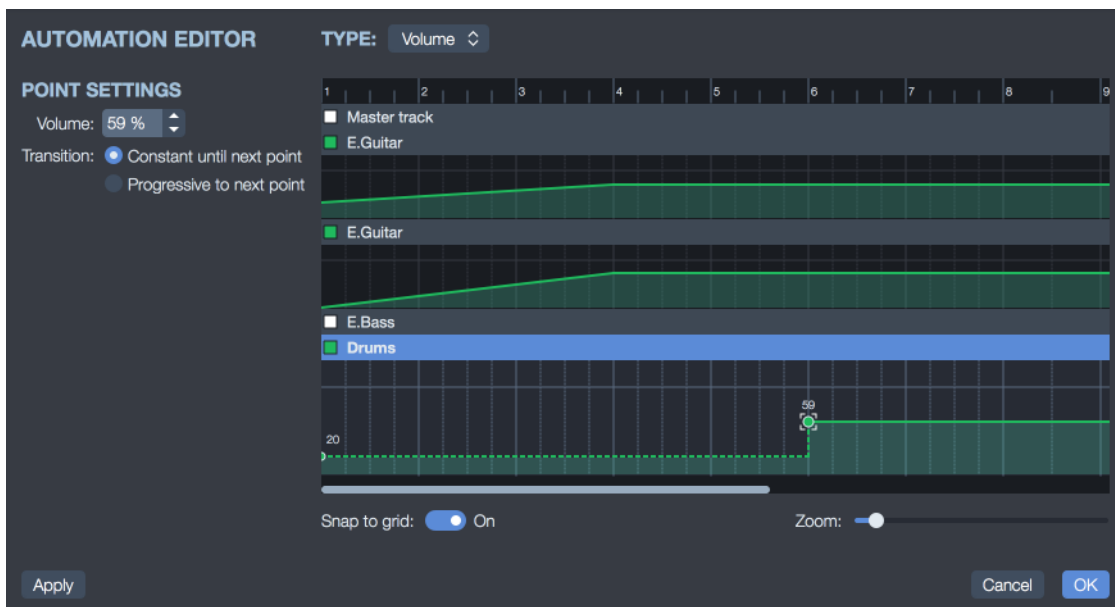 AUTOMATION EDITOR
TYPE: Volume
POINT SETTINGS
Volume: 59 %
Transition: Constant until next point
Progressive to next point
1 2 3 4 5 6 7 8 9
Master track
E.Guitar
E.Guitar
E.Bass
Drums
59
20
Snap to grid: On
Zoom:
Apply
Cancel
OK